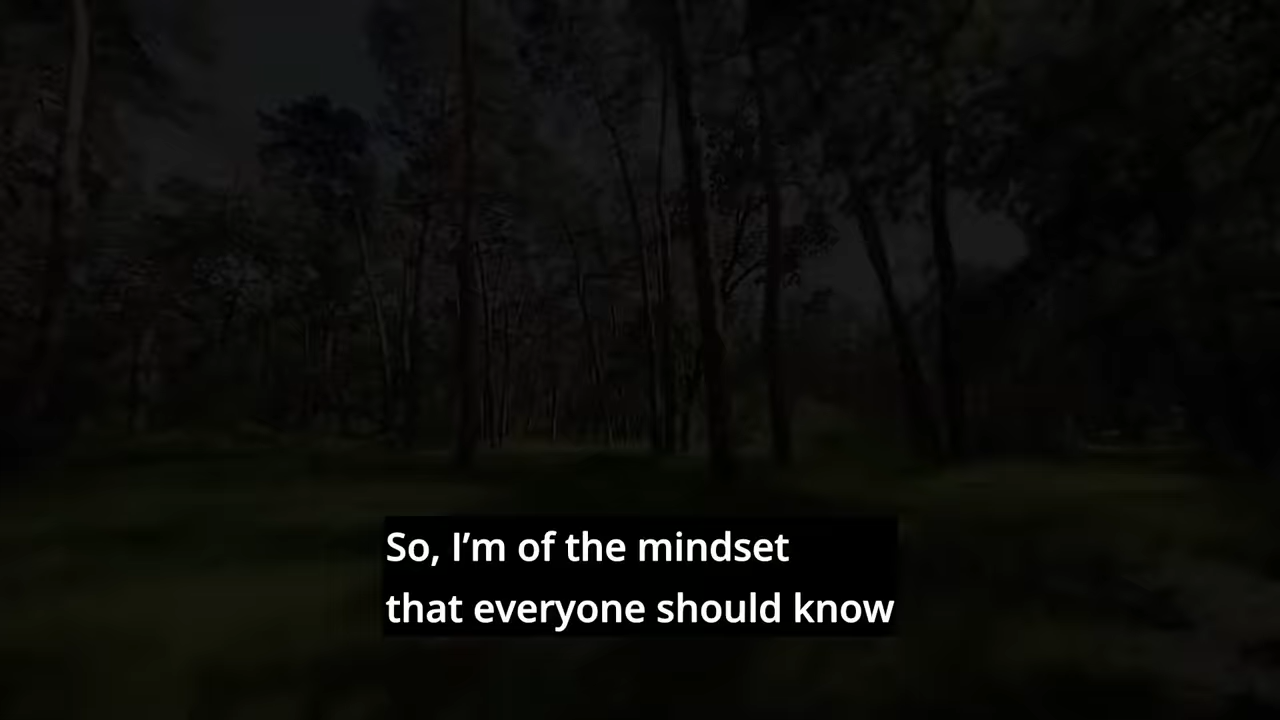 So, I’m of the mindset
that everyone should know